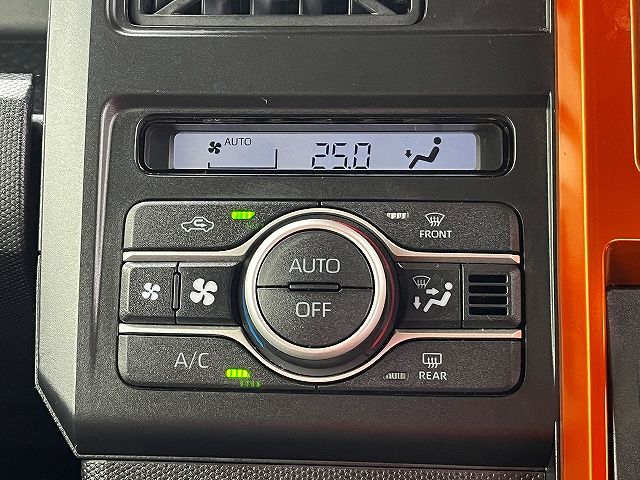 AUTO 25.0
FRONT
AUTO
OFF
A/C
REAR